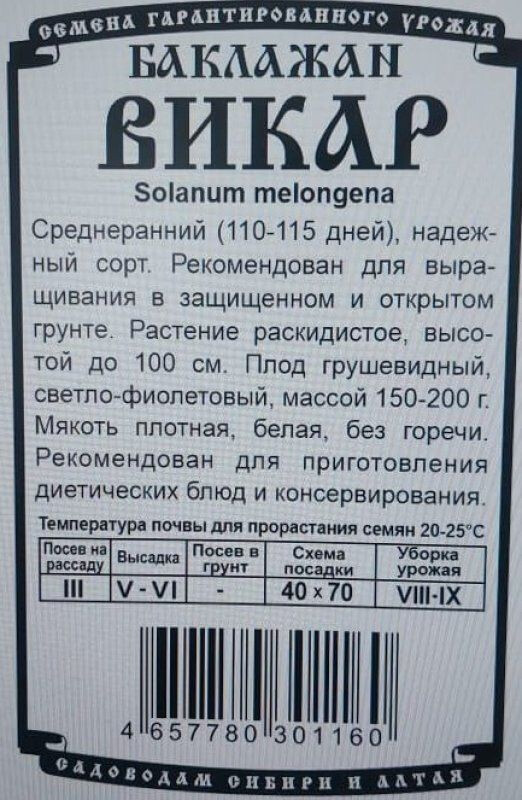 СЕМЕНА ГАРАНТИРОВАННОГО УРОЖАЯ
БАКЛАЖАН
ВИКАР
Solanum melongena
Среднеранний (110-115 дней), надеж-
ный сорт. Рекомендован для выра-
щивания в защищенном и открытом
грунте. Растение раскидистое, высо-
той до 100 см. Плод грушевидный,
светло-фиолетовый, массой 150-200 г.
Мякоть плотная, белая, без горечи.
Рекомендован для приготовления
диетических блюд и консервирования.
Температура почвы для прорастания семян 20-25°С
Посев на рассаду Высадка Посев в грунт Схема посадки Уборка урожая
III V - VI - 40 х 70 VIII-IX
4 657780 301160
САДОВОДАМ СИБИРИ И АЛТАЯ